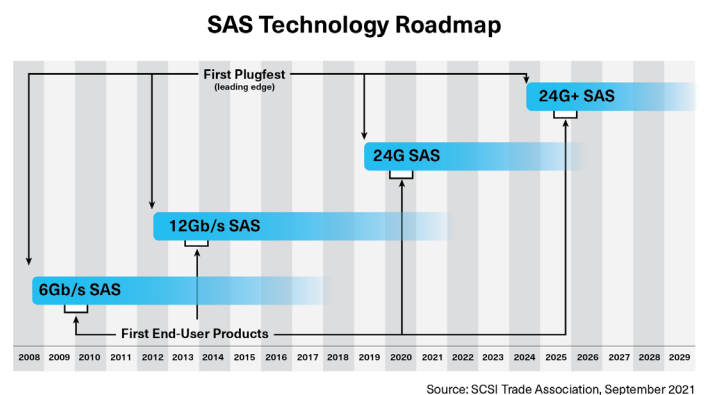 SAS Technology Roadmap
First Plugfest
(leading edge)
24G+ SAS
24G SAS
12Gb/s SAS
6Gb/s SAS
First End-User Products
2008 2009 2010 2011 2012 2013 2014 2015 2016 2017 2018 2019 2020 2021 2022 2023 2024 2025 2026 2027 2028 2029
Source: SCSI Trade Association, September 2021